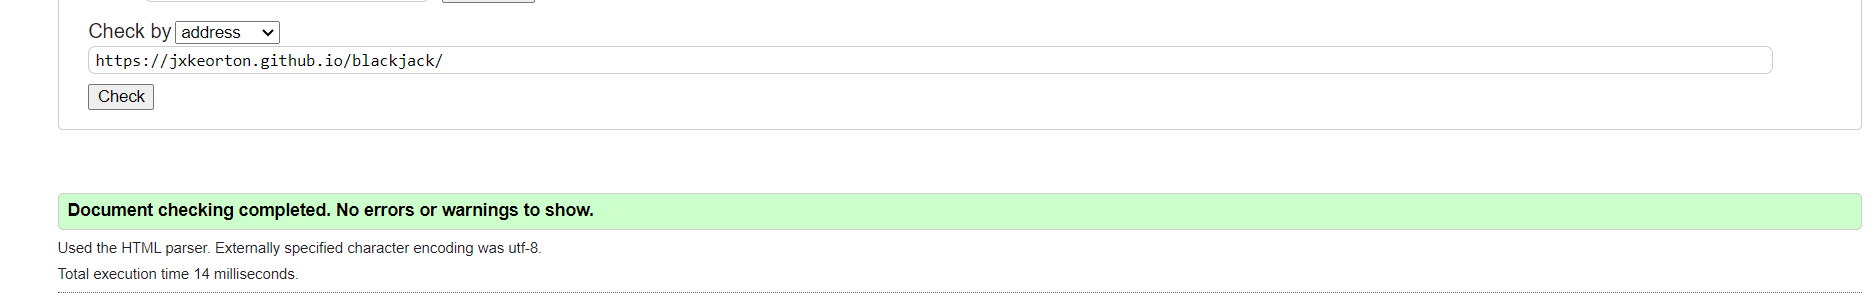 Check by address
https://jxkeorton.github.io/blackjack/
Check
Document checking completed. No errors or warnings to show.
Used the HTML parser. Externally specified character encoding was utf-8.
Total execution time 14 milliseconds.